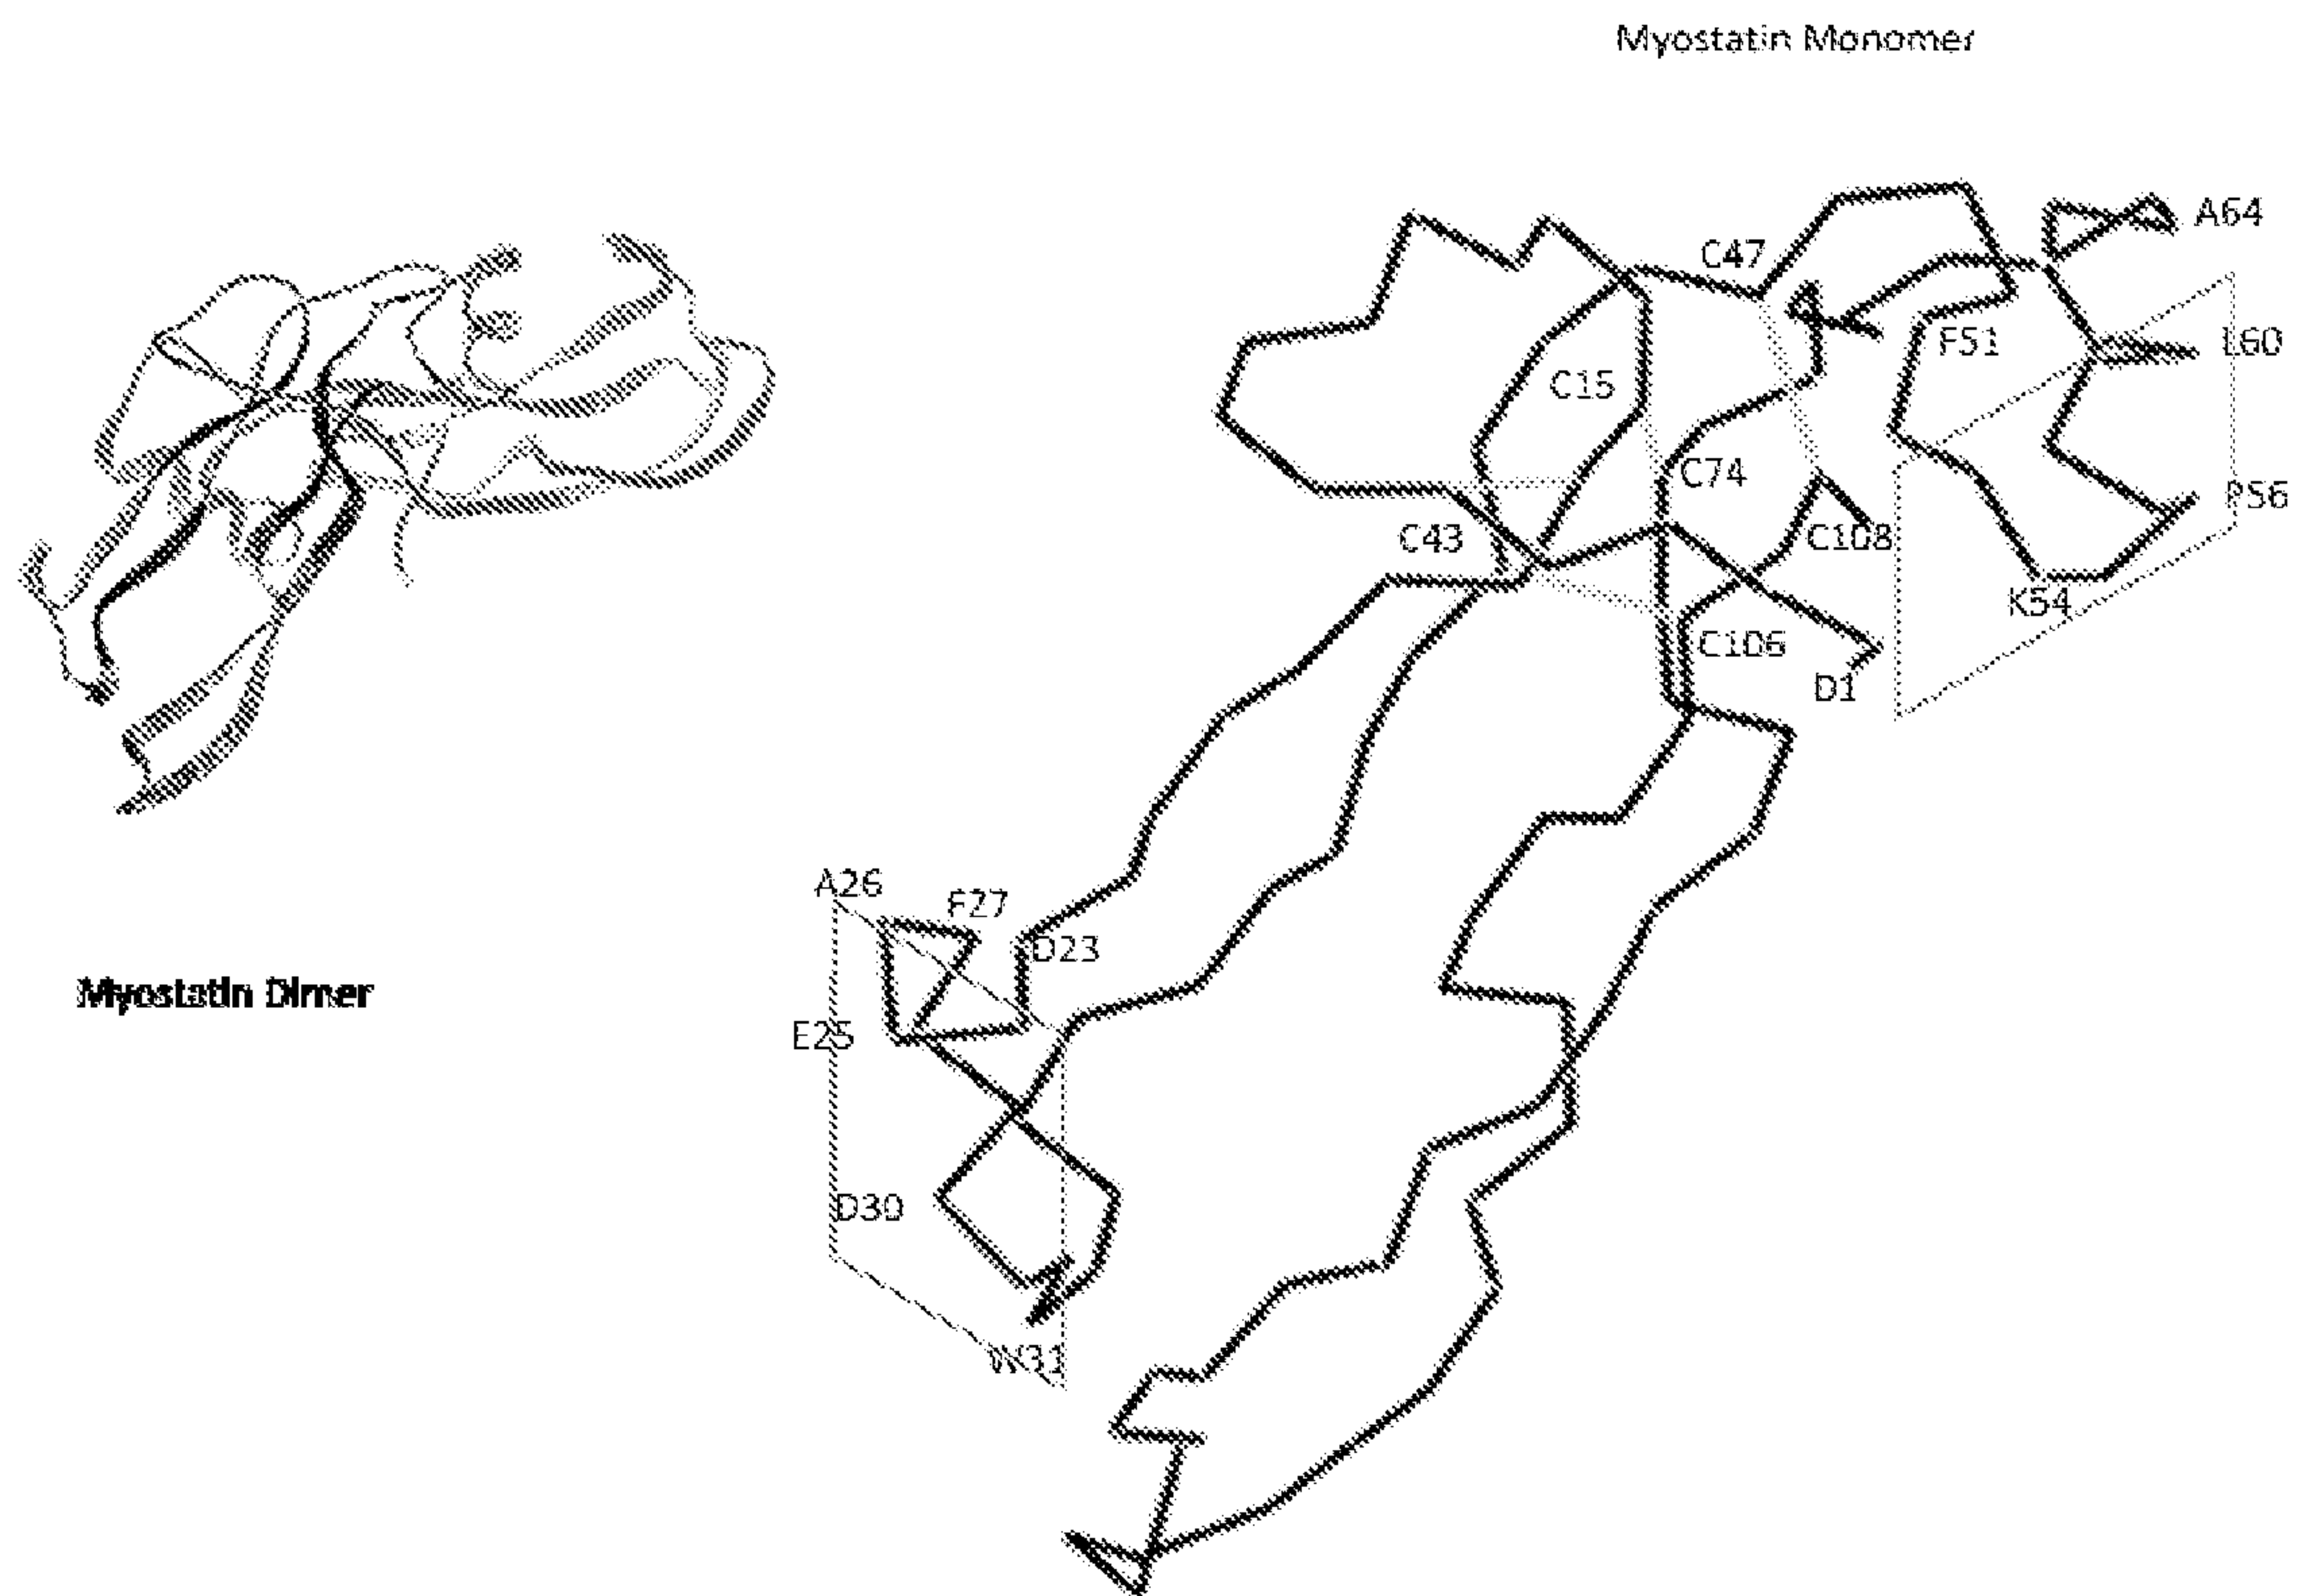 Myostatin Monomer
A64
C47
F51
L60
C15
C74
P56
C43
C108
K54
C106
D1
A26
F27
D23
Myostatin Dimer
E25
D30
W31